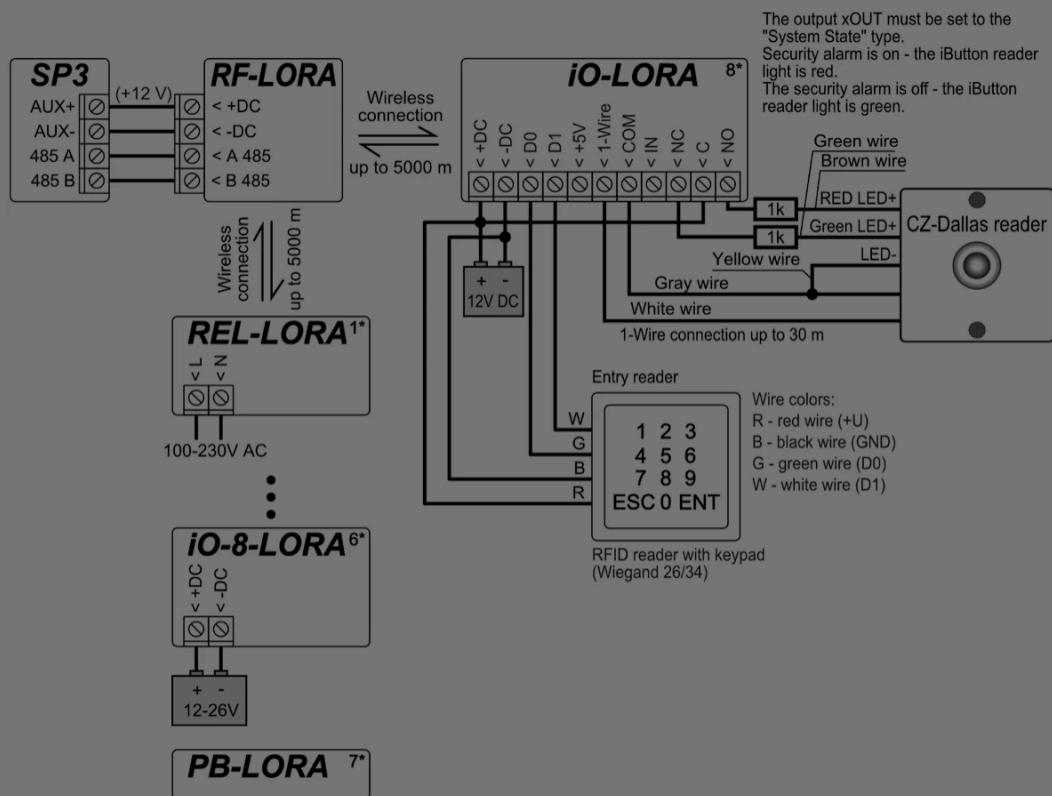 The output xOUT must be set to the
"System State" type.
Security alarm is on - the iButton reader
light is red.
The security alarm is off - the iButton
reader light is green.
SP3
AUX+
AUX-
485 A
485 B
(+12 V)
RF-LORA
< +DC
< -DC
< A 485
< B 485
Wireless
connection
up to 5000 m
iO-LORA 8*
< +DC
< -DC
< D0
< D1
< +5V
< 1-Wire
< COM
< IN
< NC
< C
< NO
Green wire
Brown wire
1k
RED LED+
1k
Green LED+
LED-
CZ-Dallas reader
Yellow wire
Gray wire
White wire
1-Wire connection up to 30 m
+ -
12V DC
Wireless
connection
up to 5000 m
REL-LORA 1*
< L
< N
100-230V AC
Entry reader
W
G
B
R
1 2 3
4 5 6
7 8 9
ESC 0 ENT
RFID reader with keypad
(Wiegand 26/34)
Wire colors:
R - red wire (+U)
B - black wire (GND)
G - green wire (D0)
W - white wire (D1)
iO-8-LORA 6*
< +DC
< -DC
+ -
12-26V
PB-LORA 7*